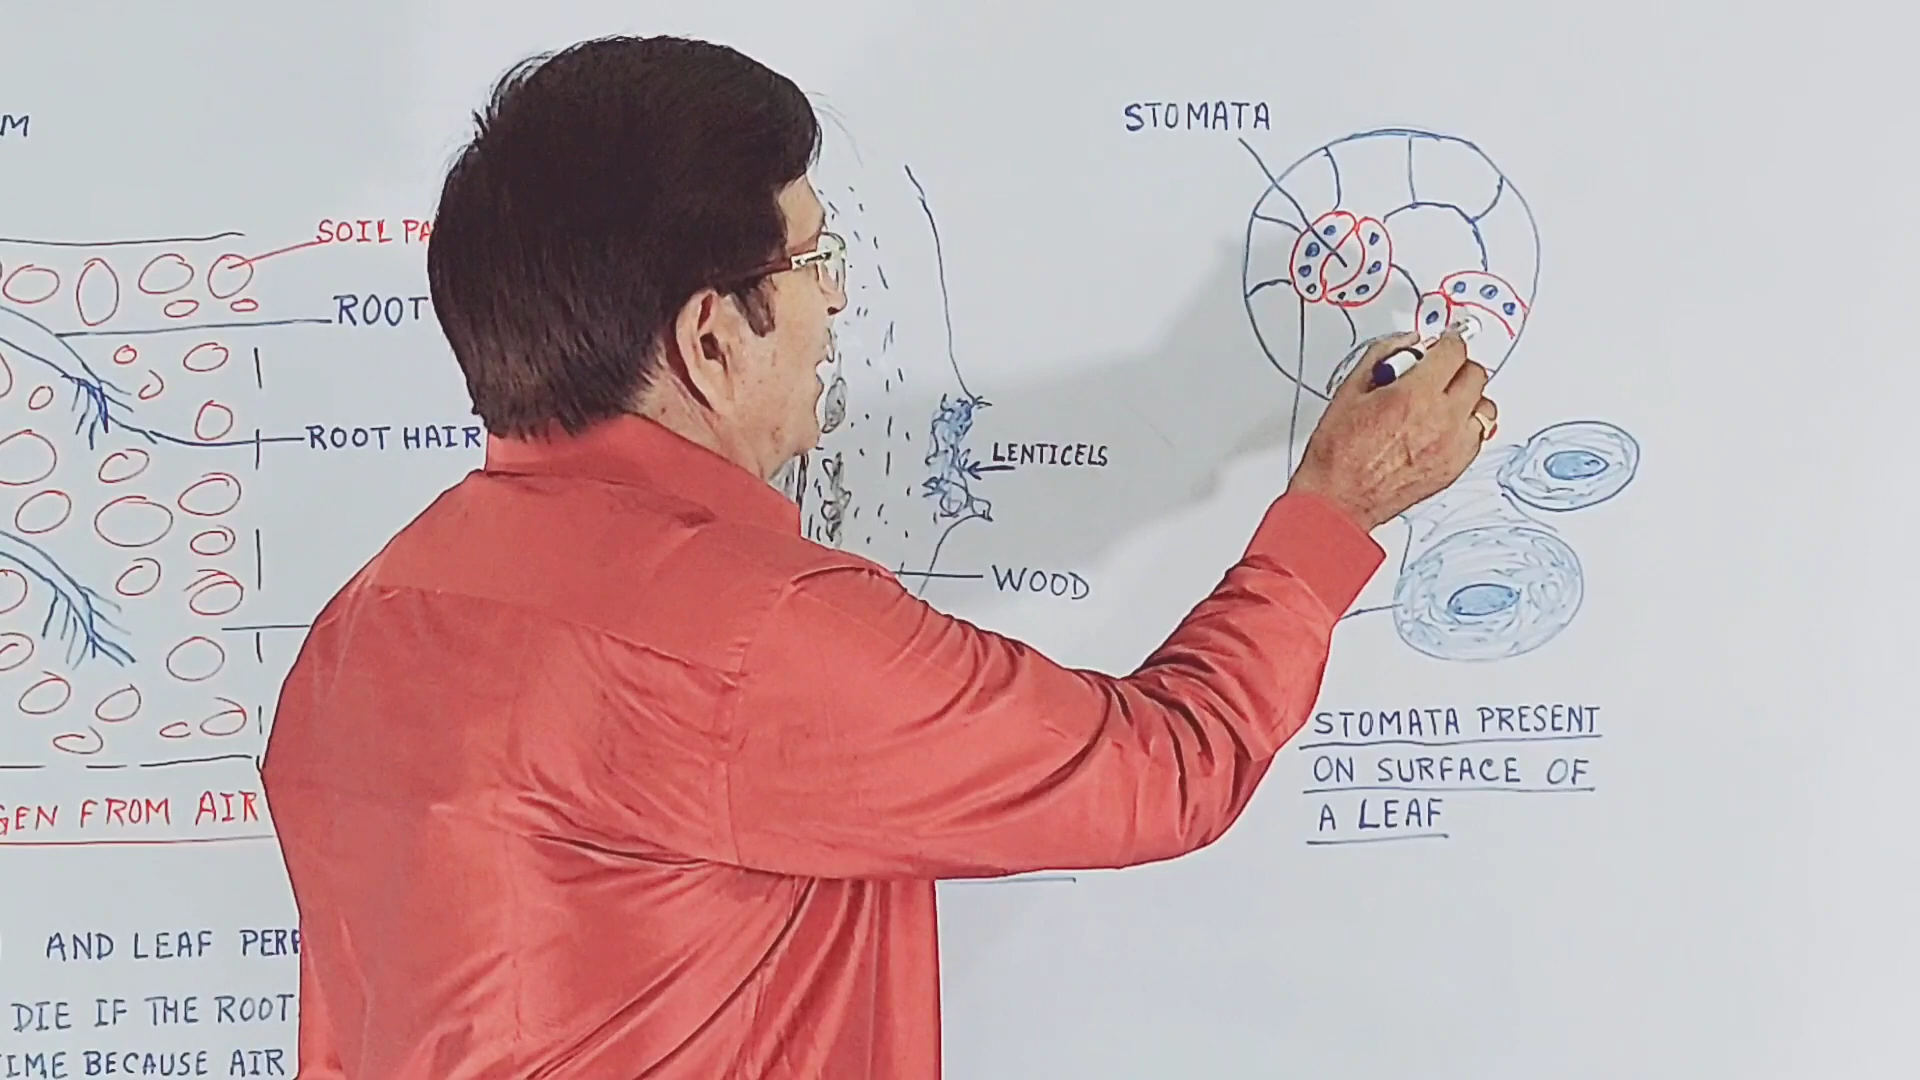 M
STOMATA
SOIL PA
ROOT
ROOT HAIR
LENTICELS
WOOD
STOMATA PRESENT
ON SURFACE OF
A LEAF
GEN FROM AIR
AND LEAF PERF
DIE IF THE ROOT
TIME BECAUSE AIR